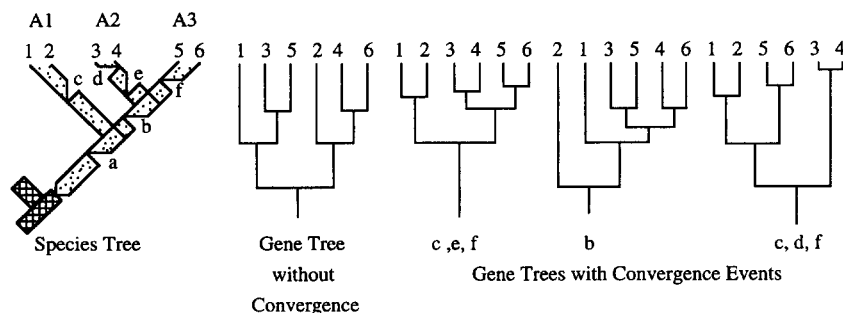 A1 A2 A3
1 2 3 4 5 6
1 3 5 2 4 6
1 2 3 4 5 6
2 1 3 5 4 6
1 2 5 6 3 4
c
d
e
f
b
a
Species Tree
Gene Tree
without
Convergence
c ,e, f
b
c, d, f
Gene Trees with Convergence Events